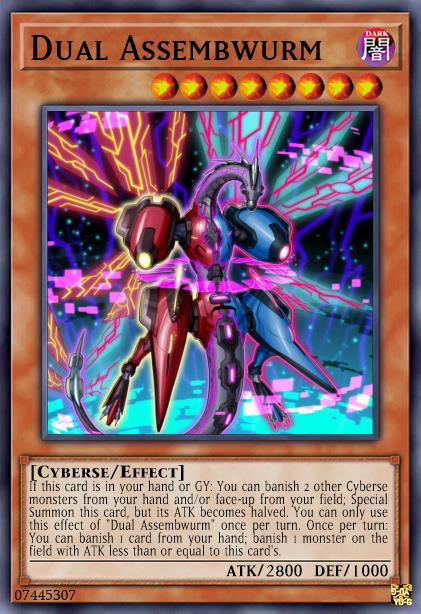 DUAL ASSEMBWURM
DARK
闇
[CYBERSE/EFFECT]
If this card is in your hand or GY: You can banish 2 other Cyberse
monsters from your hand and/or face-up from your field; Special
Summon this card, but its ATK becomes halved. You can only use
this effect of "Dual Assembwurm" once per turn. Once per turn:
You can banish 1 card from your hand; banish 1 monster on the
field with ATK less than or equal to this card's.
ATK/2800 DEF/1000
07445307